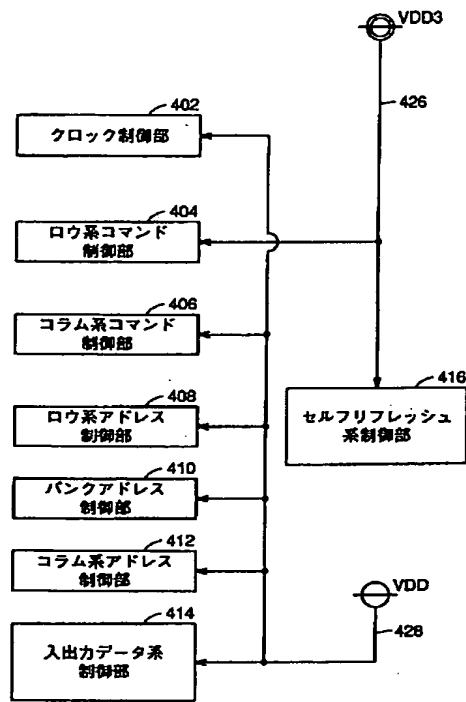 VDD3
426
402
クロック制御部
404
ロウ系コマンド
制御部
406
コラム系コマンド
制御部
416
セルフリフレッシュ
系制御部
408
ロウ系アドレス
制御部
410
バンクアドレス
制御部
412
コラム系アドレス
制御部
VDD
428
414
入出力データ系
制御部